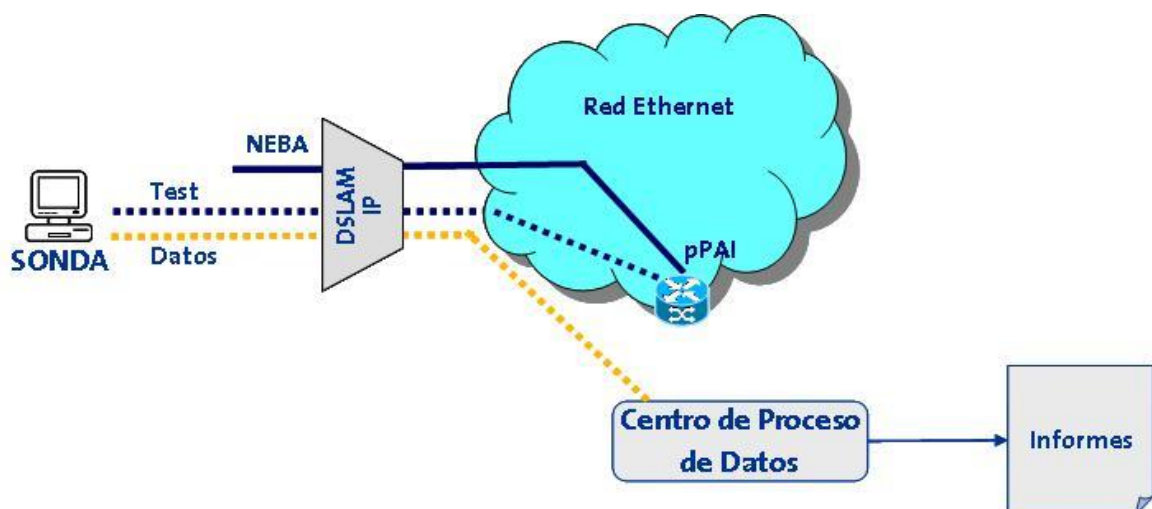 Red Ethernet
NEBA
Test
DSLAM
IP
SONDA
Datos
pPAI
Centro de Proceso
de Datos
Informes